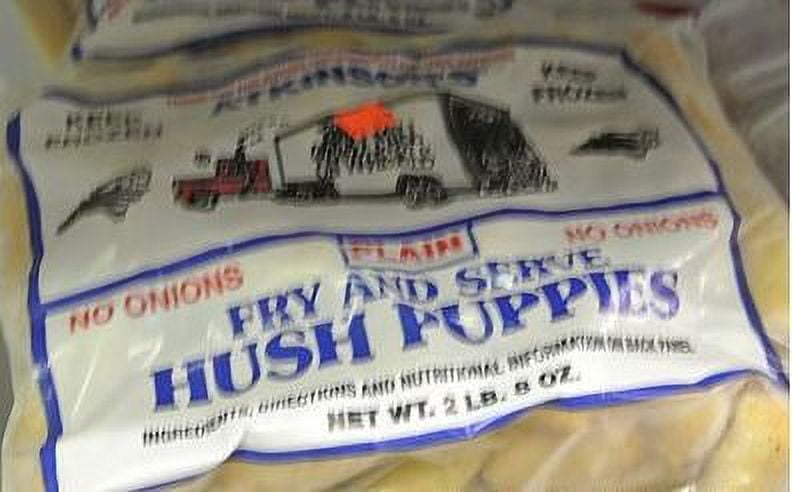 ATKINSON'S
KEEP FROZEN
KEEP FROZEN
PLAIN
NO ONIONS
NO ONIONS
FRY AND SERVE
HUSH PUPPIES
INGREDIENTS, DIRECTIONS AND NUTRITIONAL INFORMATION ON BACK PANEL
NET WT. 2 LB. 8 OZ.